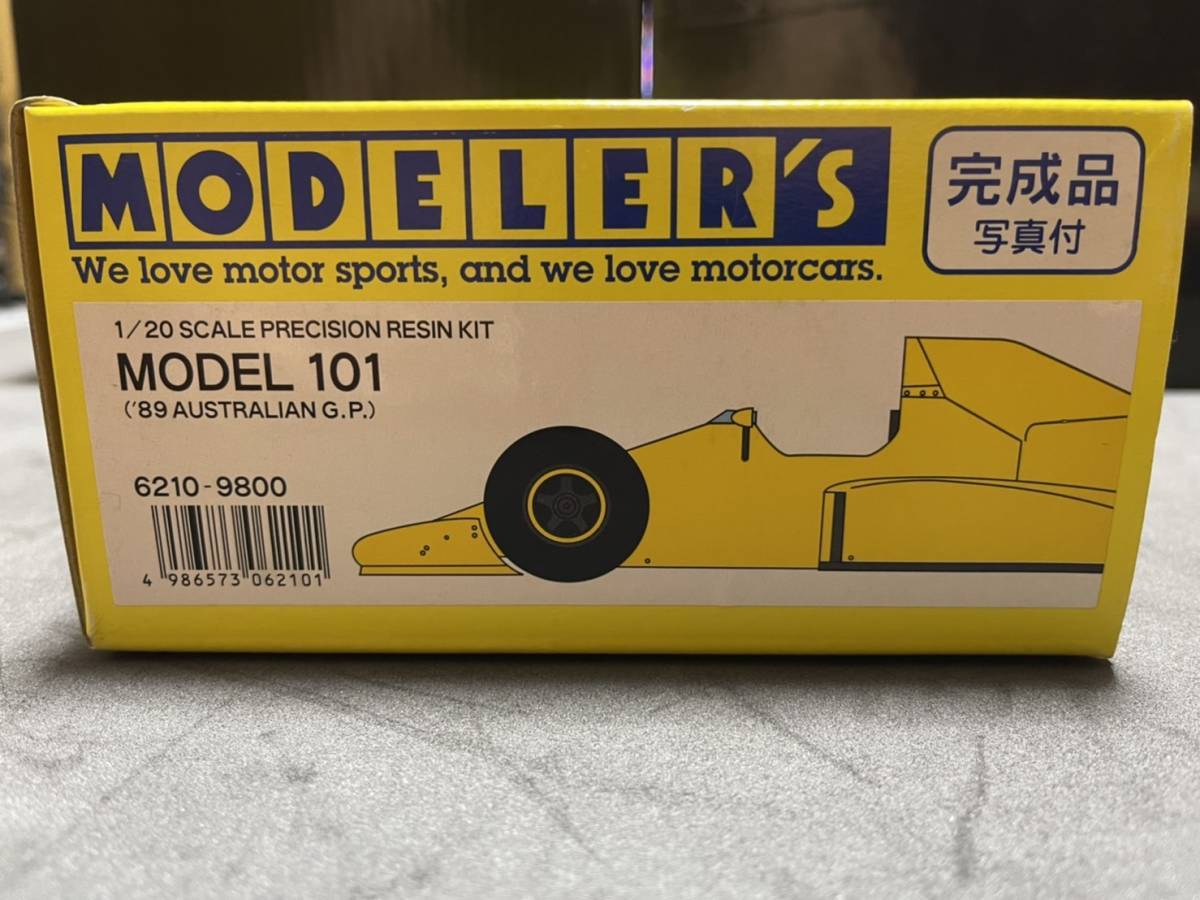 MODELER'S
We love motor sports, and we love motorcars.
完成品
写真付
1/20 SCALE PRECISION RESIN KIT
MODEL 101
('89 AUSTRALIAN G.P.)
6210-9800
4 986573 062101